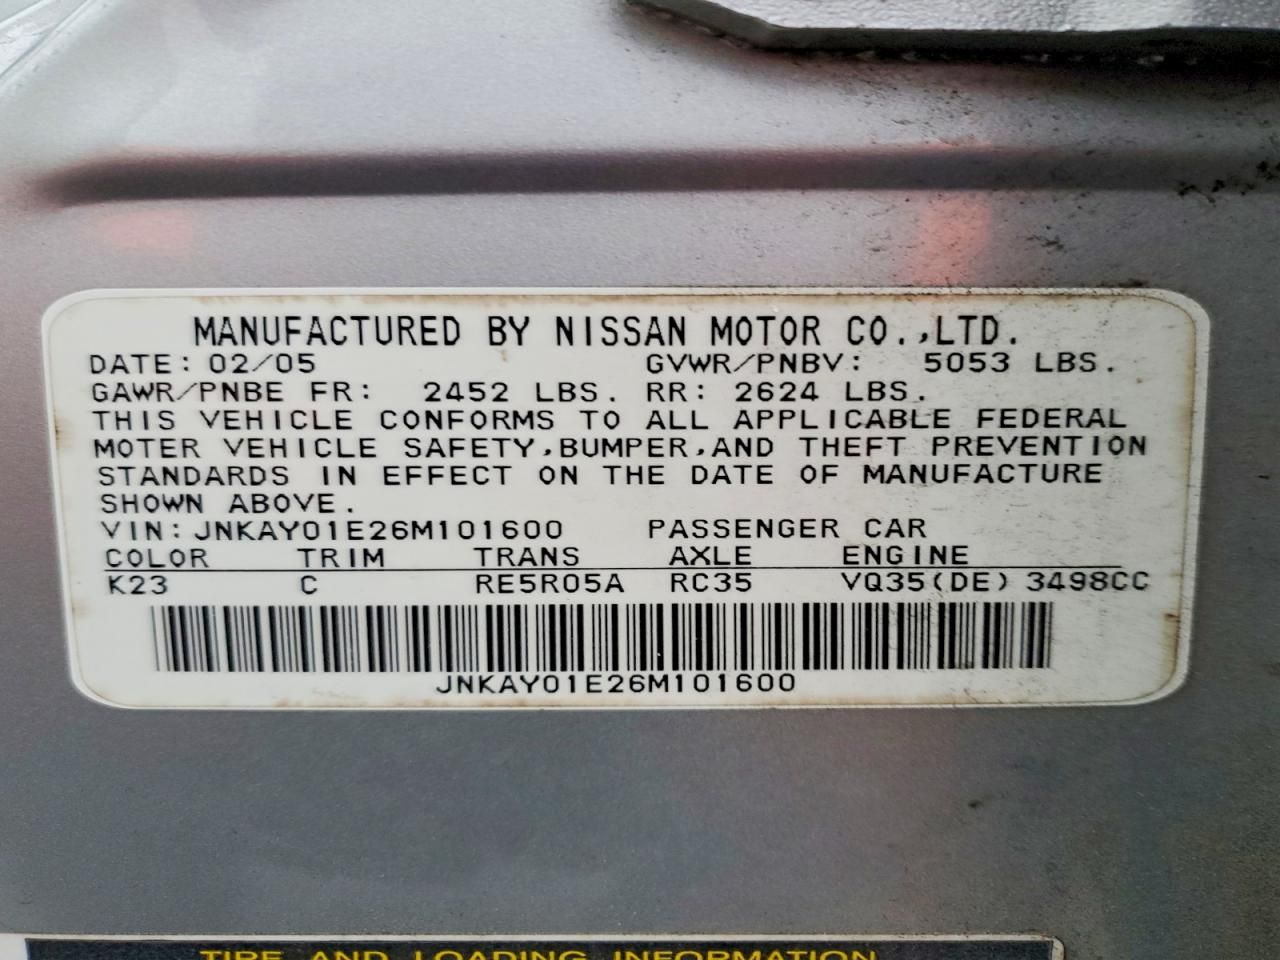 MANUFACTURED BY NISSAN MOTOR CO.,LTD.
DATE: 02/05 GVWR/PNBV: 5053 LBS.
GAWR/PNBE FR: 2452 LBS. RR: 2624 LBS.
THIS VEHICLE CONFORMS TO ALL APPLICABLE FEDERAL
MOTER VEHICLE SAFETY,BUMPER,AND THEFT PREVENTION
STANDARDS IN EFFECT ON THE DATE OF MANUFACTURE
SHOWN ABOVE.
VIN: JNKAY01E26M101600 PASSENGER CAR
COLOR TRIM TRANS AXLE ENGINE
K23 C RE5R05A RC35 VQ35(DE) 3498CC
JNKAY01E26M101600
TIRE AND LOADING INFORMATION